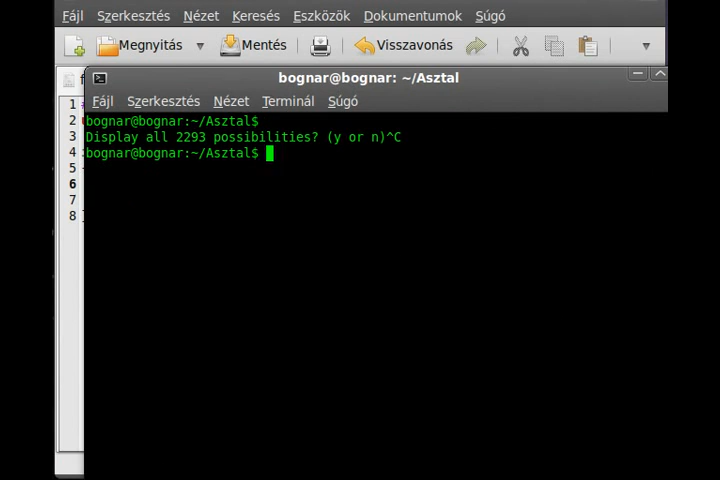 Fájl Szerkesztés Nézet Keresés Eszközök Dokumentumok Súgó
Megnyitás Mentés Visszavonás
bognar@bognar: ~/Asztal
Fájl Szerkesztés Nézet Terminál Súgó
1
2
3
4
5
6
7
8
bognar@bognar:~/Asztal$
Display all 2293 possibilities? (y or n)^C
bognar@bognar:~/Asztal$